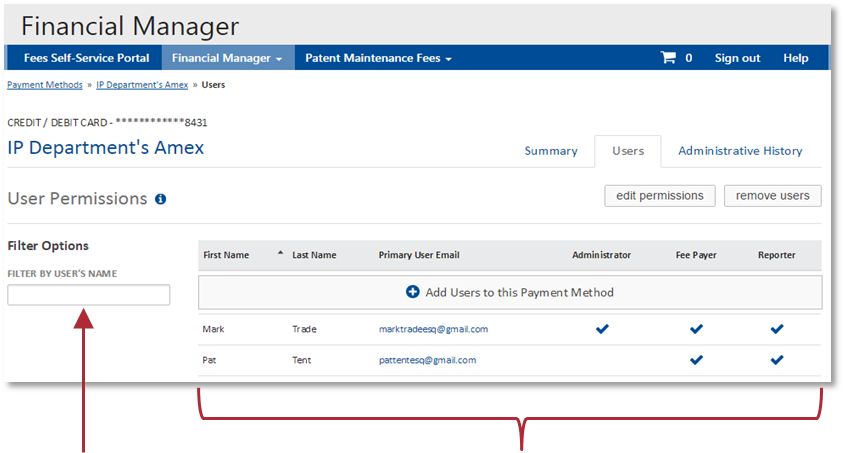 Financial Manager
Fees Self-Service Portal Financial Manager Patent Maintenance Fees 0 Sign out Help
Payment Methods » IP Department's Amex » Users
CREDIT / DEBIT CARD - ************8431
IP Department's Amex
Summary Users Administrative History
User Permissions
edit permissions remove users
Filter Options
FILTER BY USER'S NAME
First Name Last Name Primary User Email Administrator Fee Payer Reporter
Add Users to this Payment Method
Mark Trade marktradeesq@gmail.com
Pat Tent pattentesq@gmail.com